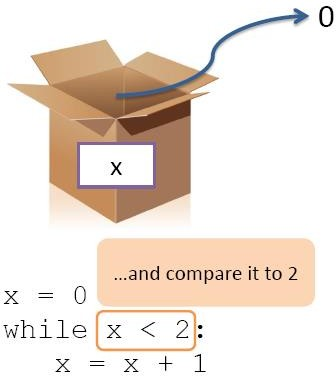 0
x
...and compare it to 2
x = 0
while x < 2:
x = x + 1